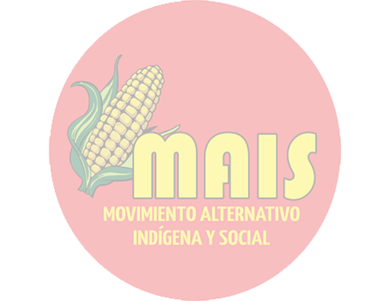 MAIS
MOVIMIENTO ALTERNATIVO
INDÍGENA Y SOCIAL